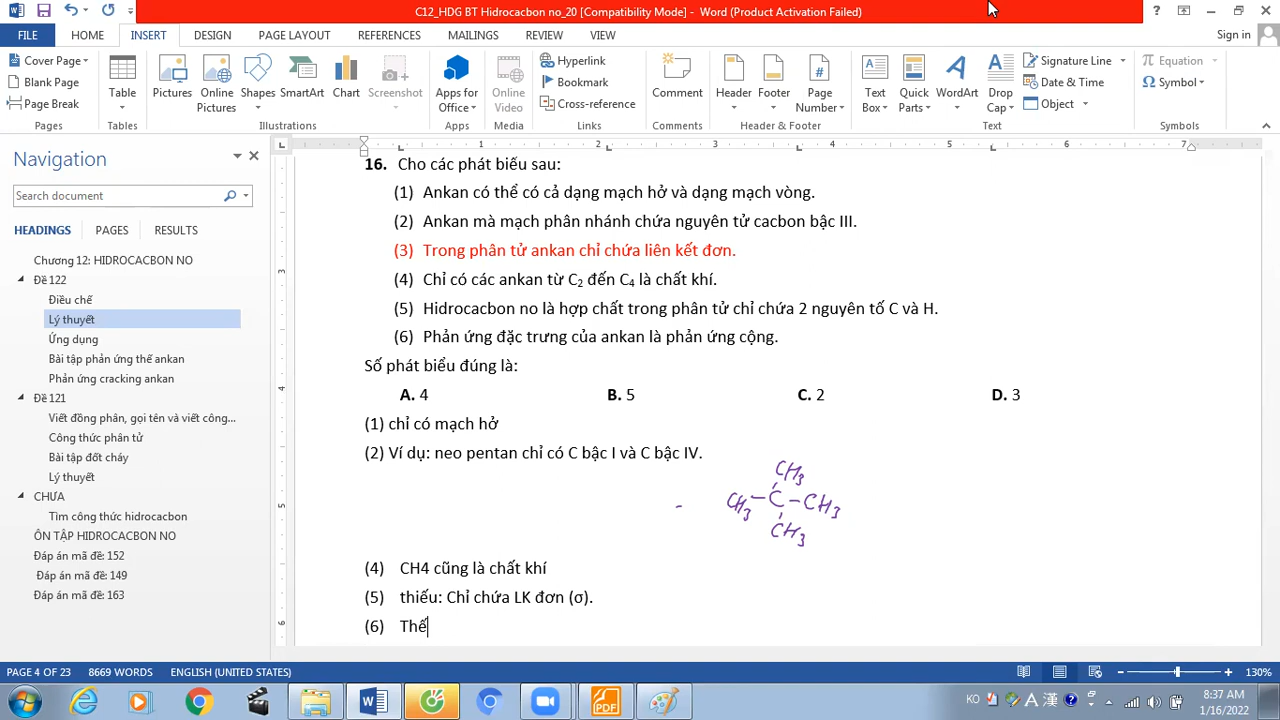 C12_HDG BT Hidrocacbon no_20 [Compatibility Mode] - Word (Product Activation Failed)
FILE HOME INSERT DESIGN PAGE LAYOUT REFERENCES MAILINGS REVIEW VIEW Sign in
Cover Page
Blank Page
Page Break
Pages
Table
Tables
Pictures
Online Pictures
Shapes
SmartArt
Chart
Screenshot
Illustrations
Apps for Office
Apps
Online Video
Media
Hyperlink
Bookmark
Cross-reference
Links
Comment
Comments
Header
Footer
Page Number
Header & Footer
Text Box
Quick Parts
WordArt
Drop Cap
Signature Line
Date & Time
Object
Text
Equation
Symbol
Symbols
Navigation
Search document
HEADINGS PAGES RESULTS
Chương 12: HIDROCACBON NO
Đề 122
Điều chế
Lý thuyết
Ứng dụng
Bài tập phản ứng thế ankan
Phản ứng cracking ankan
Đề 121
Viết đồng phân, gọi tên và viết công...
Công thức phân tử
Bài tập đốt cháy
Lý thuyết
CHƯA
Tìm công thức hidrocacbon
ÔN TẬP HIDROCACBON NO
Đáp án mã đề: 152
Đáp án mã đề: 149
Đáp án mã đề: 163
1 2 3 4 5 6 7
3
4
5
6
16. Cho các phát biểu sau:
(1) Ankan có thể có cả dạng mạch hở và dạng mạch vòng.
(2) Ankan mà mạch phân nhánh chứa nguyên tử cacbon bậc III.
(3) Trong phân tử ankan chỉ chứa liên kết đơn.
(4) Chỉ có các ankan từ C₂ đến C₄ là chất khí.
(5) Hidrocacbon no là hợp chất trong phân tử chỉ chứa 2 nguyên tố C và H.
(6) Phản ứng đặc trưng của ankan là phản ứng cộng.
Số phát biểu đúng là:
A. 4 B. 5 C. 2 D. 3
(1) chỉ có mạch hở
(2) Ví dụ: neo pentan chỉ có C bậc I và C bậc IV.
CH₃
CH₃ – C – CH₃
CH₃
(4) CH4 cũng là chất khí
(5) thiếu: Chỉ chứa LK đơn (σ).
(6) Thế
PAGE 4 OF 23 8669 WORDS ENGLISH (UNITED STATES) 130%
KO A 漢
8:37 AM
1/16/2022